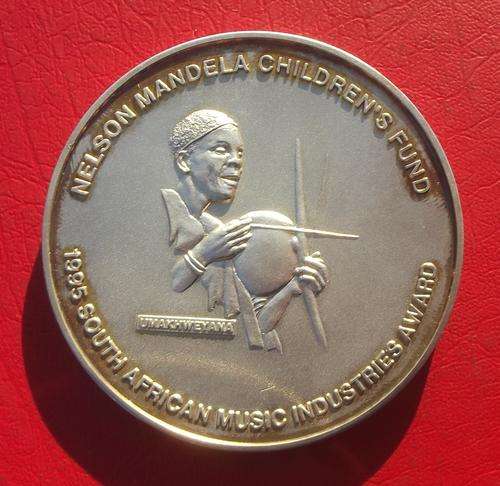 NELSON MANDELA CHILDREN'S FUND
UMAKHWEYANA
1995 SOUTH AFRICAN MUSIC INDUSTRIES AWARD